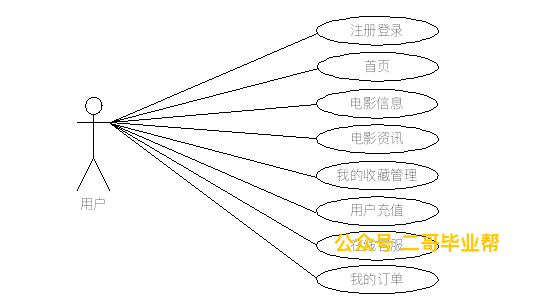 注册登录
首页
电影信息
电影资讯
我的收藏管理
用户充值
公众号 二哥毕业帮
我的订单
用户